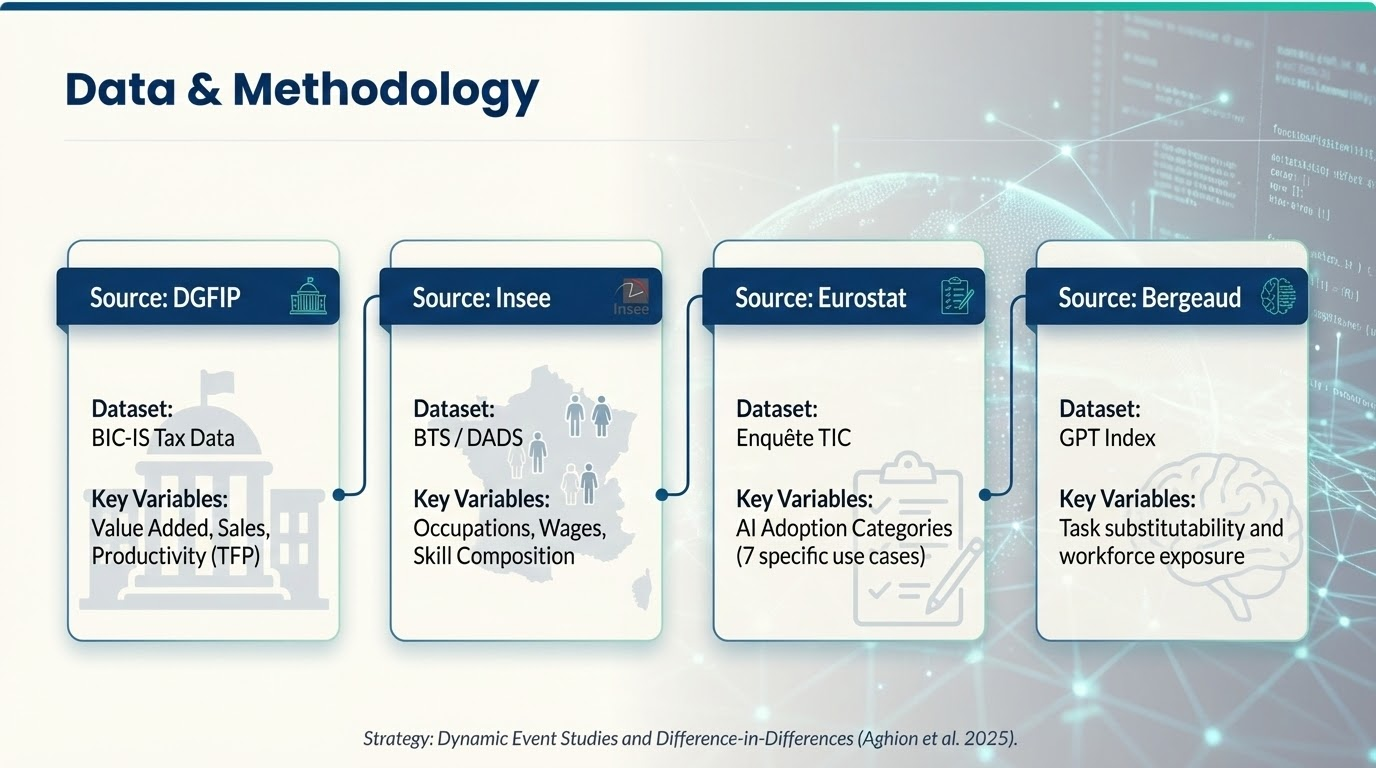 Data & Methodology
Source: DGFIP
Dataset:
BIC-IS Tax Data
Key Variables:
Value Added, Sales,
Productivity (TFP)
Source: Insee
Insee
Dataset:
BTS / DADS
Key Variables:
Occupations, Wages,
Skill Composition
Source: Eurostat
Dataset:
Enquête TIC
Key Variables:
AI Adoption Categories
(7 specific use cases)
Source: Bergeaud
Dataset:
GPT Index
Key Variables:
Task substitutability and
workforce exposure
Strategy: Dynamic Event Studies and Difference-in-Differences (Aghion et al. 2025).